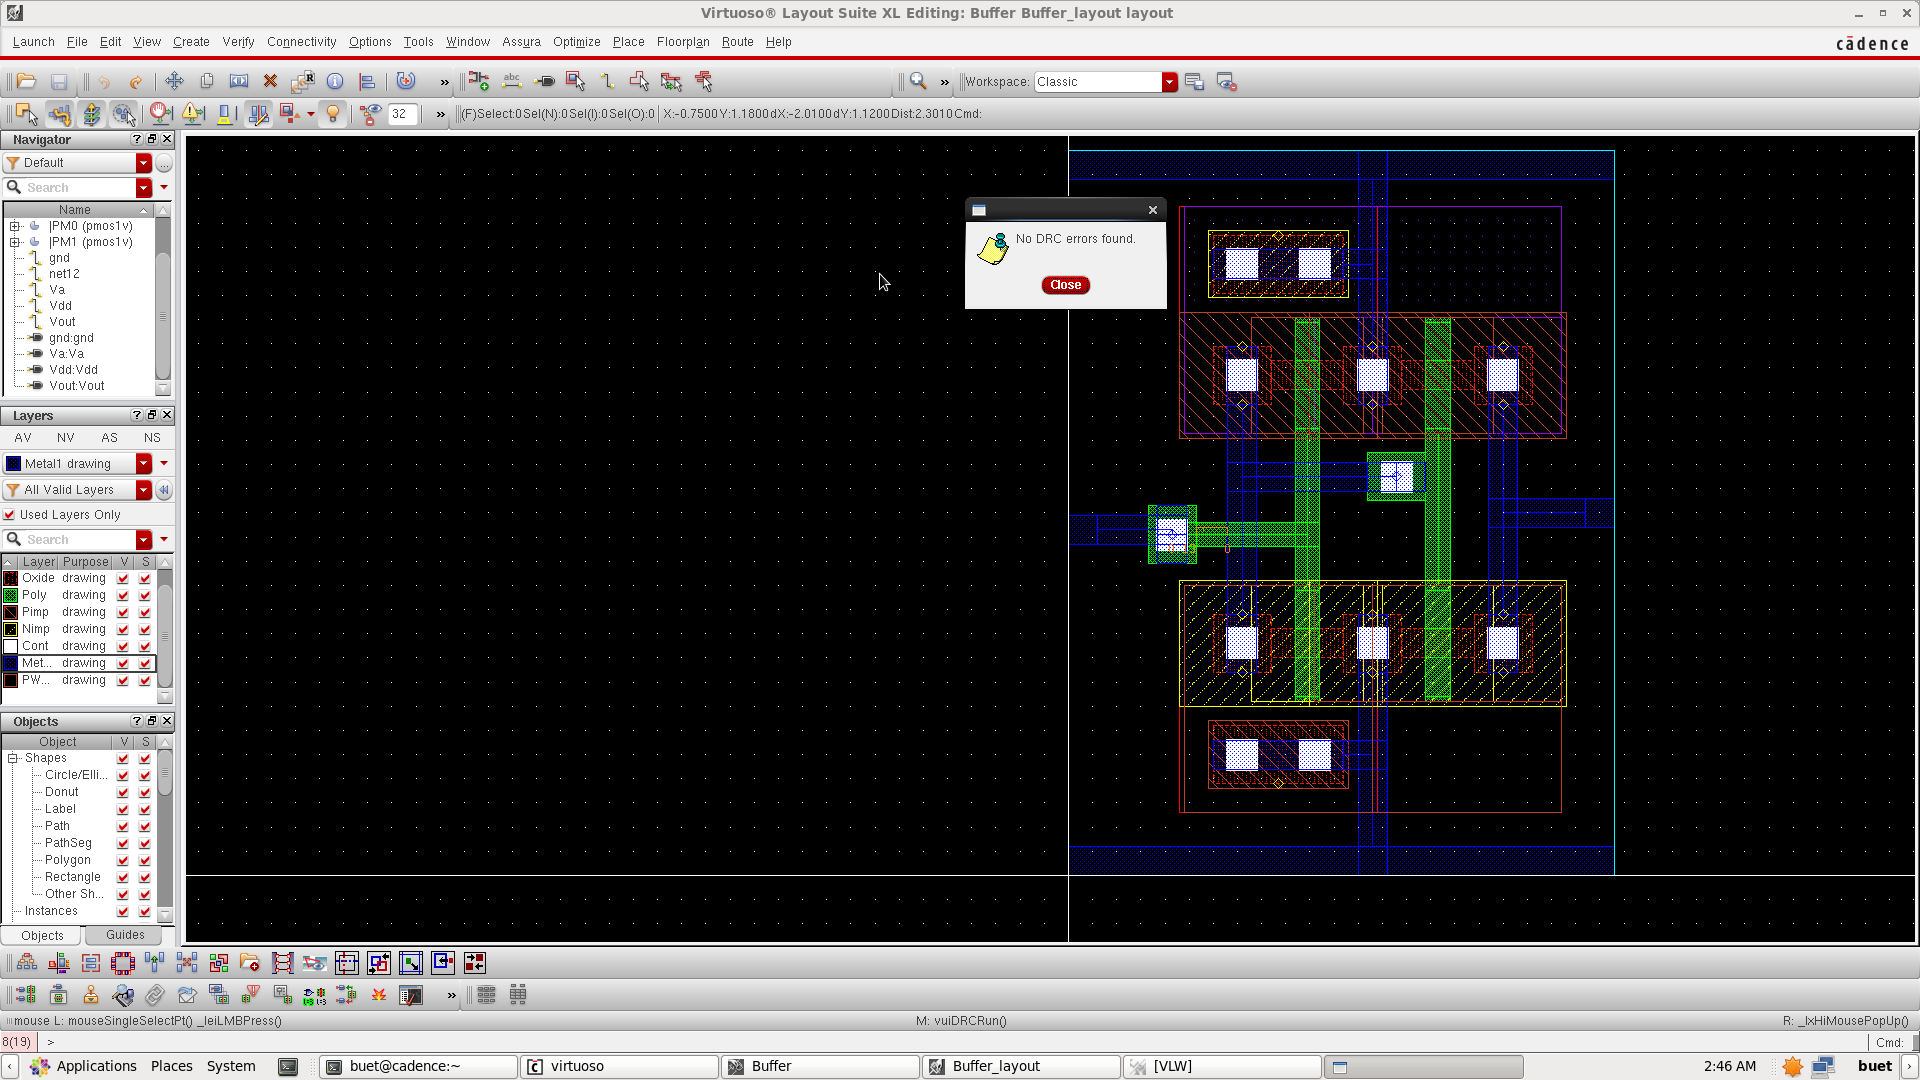 Virtuoso® Layout Suite XL Editing: Buffer Buffer_layout layout
Launch File Edit View Create Verify Connectivity Options Tools Window Assura Optimize Place Floorplan Route Help
cādence
abc R » » Workspace: Classic
32 » (F)Select:0 Sel(N):0 Sel(I):0 Sel(O):0 X:-0.7500 Y:1.1800 dX:-2.0100 dY:1.1200 Dist:2.3010 Cmd:
Navigator
Default ...
Search
Name
|PM0 (pmos1v)
|PM1 (pmos1v)
gnd
net12
Va
Vdd
Vout
gnd:gnd
Va:Va
Vdd:Vdd
Vout:Vout
No DRC errors found.
Close
Layers
AV NV AS NS
Metal1 drawing
All Valid Layers
Used Layers Only
Search
Layer Purpose V S
Oxide drawing
Poly drawing
Pimp drawing
Nimp drawing
Cont drawing
Met... drawing
PW... drawing
Objects
Object V S
Shapes
Circle/Elli...
Donut
Label
Path
PathSeg
Polygon
Rectangle
Other Sh...
Instances
Objects Guides
»
mouse L: mouseSingleSelectPt() _leiLMBPress() M: vuiDRCRun() R: _lxHiMousePopUp()
8(19) > Cmd:
Applications Places System buet@cadence:~ virtuoso Buffer Buffer_layout [VLW] 2:46 AM buet